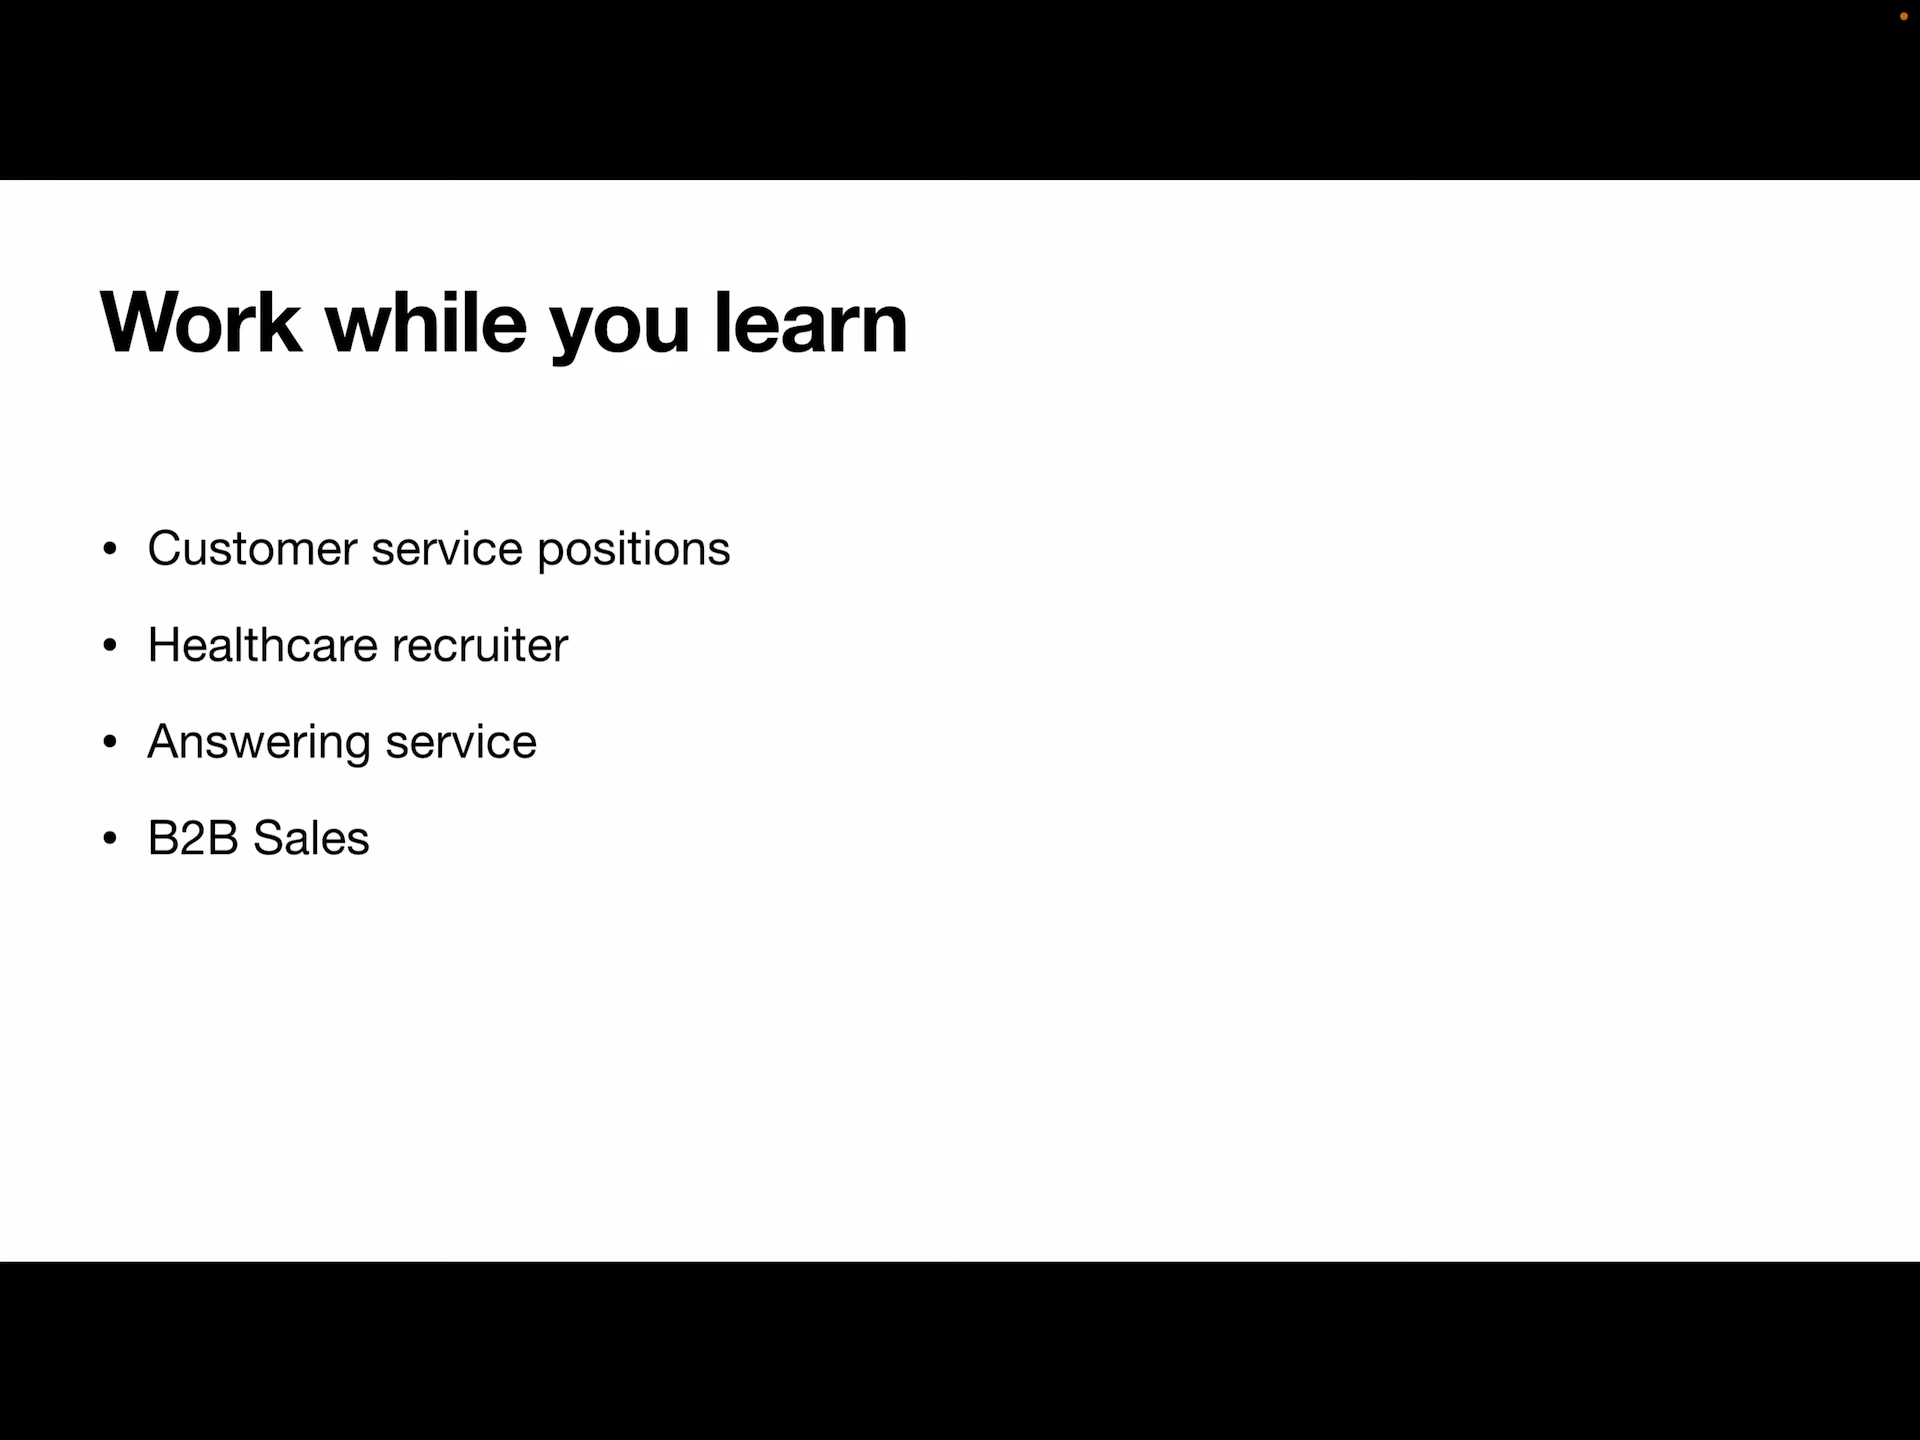 Work while you learn
• Customer service positions
• Healthcare recruiter
• Answering service
• B2B Sales